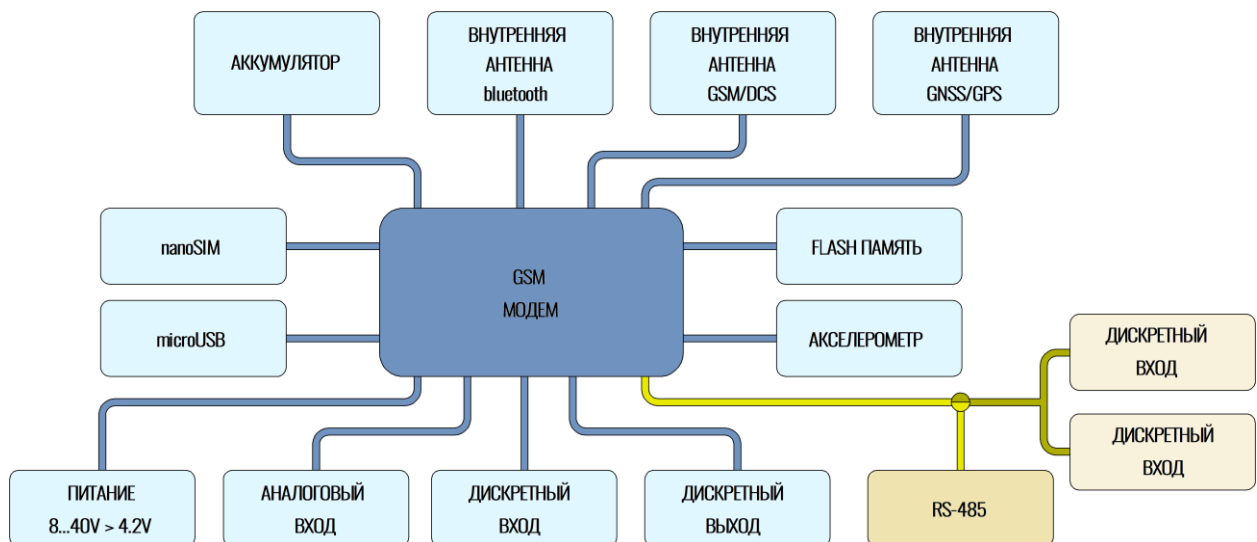 АККУМУЛЯТОР
ВНУТРЕННЯЯ
АНТЕННА
bluetooth
ВНУТРЕННЯЯ
АНТЕННА
GSM/DCS
ВНУТРЕННЯЯ
АНТЕННА
GNSS/GPS
nanoSIM
GSM
МОДЕМ
FLASH ПАМЯТЬ
microUSB
АКСЕЛЕРОМЕТР
ДИСКРЕТНЫЙ
ВХОД
ДИСКРЕТНЫЙ
ВХОД
ПИТАНИЕ
8...40V > 4.2V
АНАЛОГОВЫЙ
ВХОД
ДИСКРЕТНЫЙ
ВХОД
ДИСКРЕТНЫЙ
ВЫХОД
RS-485